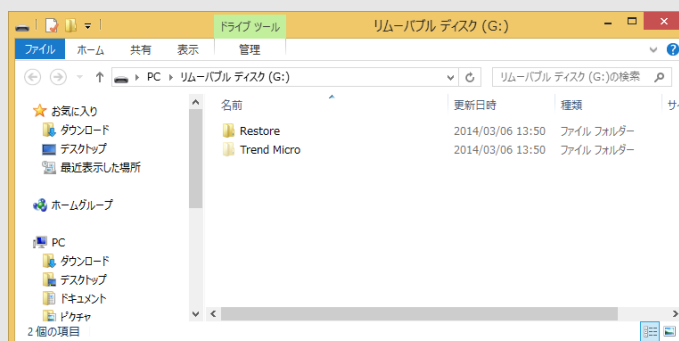 ドライブ ツール
リムーバブル ディスク (G:)
ファイル ホーム 共有 表示 管理
PC リムーバブル ディスク (G:) リムーバブル ディスク (G:)の検索
名前 更新日時 種類 サイ
お気に入り
ダウンロード
デスクトップ
最近表示した場所
ホームグループ
PC
ダウンロード
デスクトップ
ドキュメント
ピクチャ
Restore 2014/03/06 13:50 ファイル フォルダー
Trend Micro 2014/03/06 13:50 ファイル フォルダー
2 個の項目